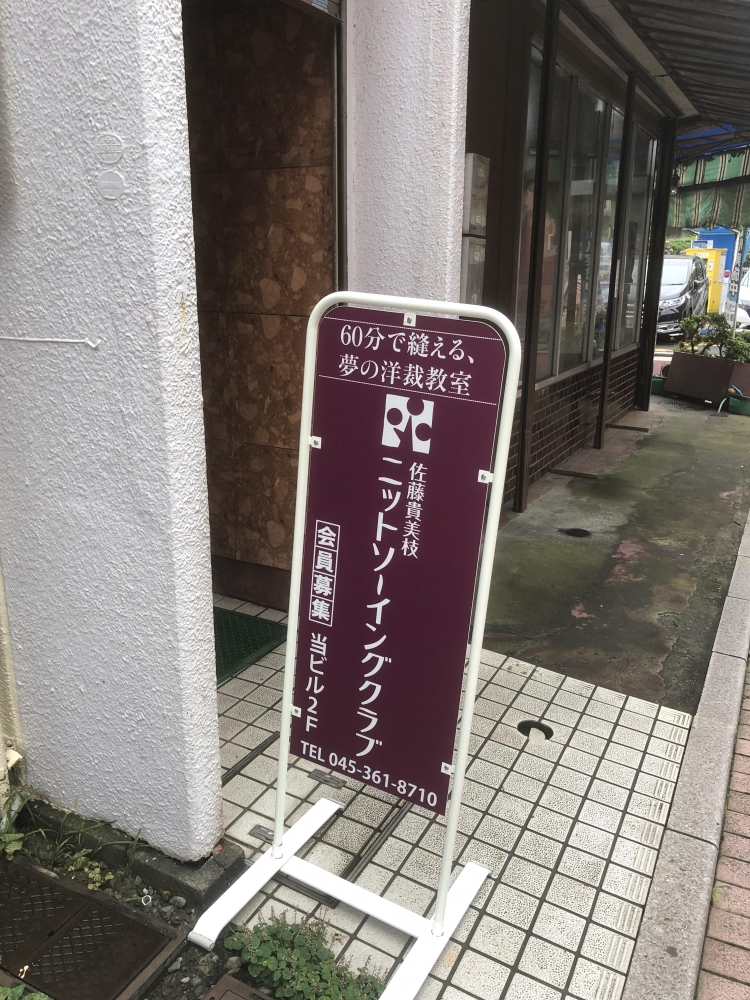 60分で縫える、
夢の洋裁教室
佐藤貴美枝
ニットソーイングクラブ
会員募集
当ビル2F
TEL 045-361-8710